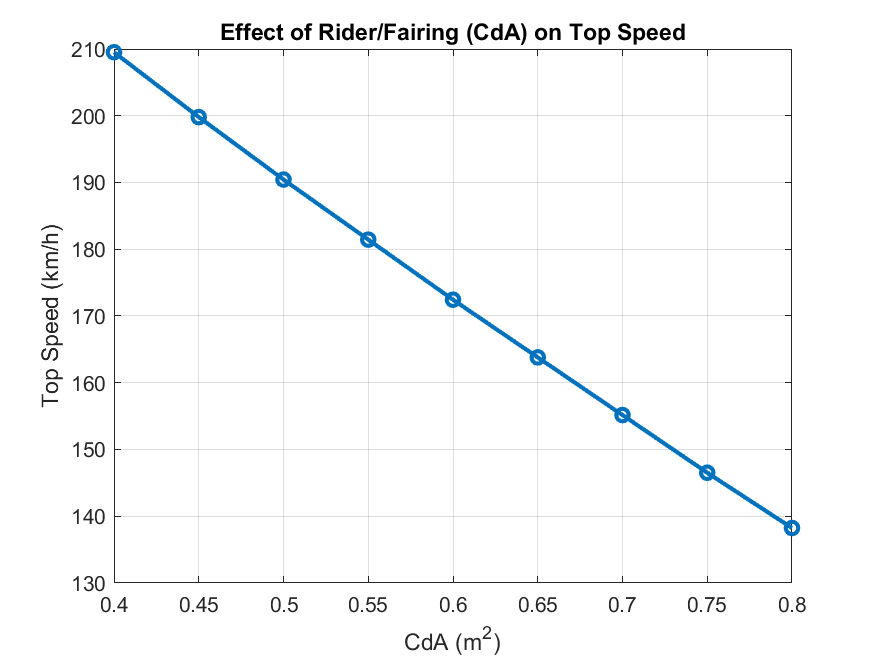 Effect of Rider/Fairing (CdA) on Top Speed
210
200
190
180
170
160
150
140
130
Top Speed (km/h)
0.4 0.45 0.5 0.55 0.6 0.65 0.7 0.75 0.8
CdA (m²)